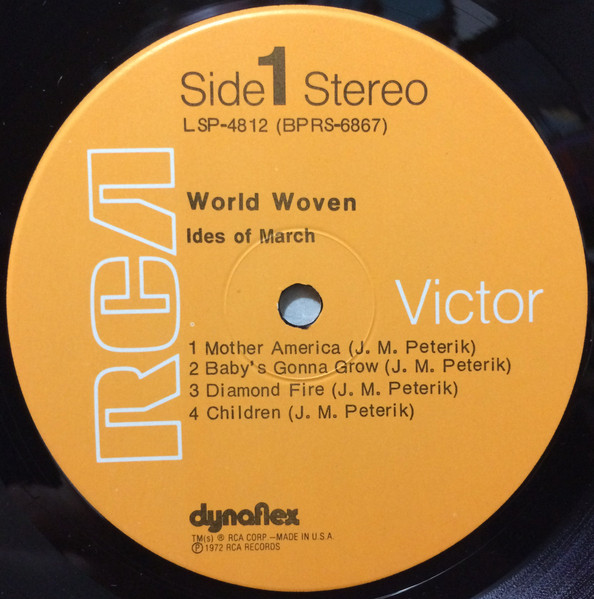 Side 1 Stereo
LSP-4812 (BPRS-6867)
RCA
World Woven
Ides of March
Victor
1 Mother America (J. M. Peterik)
2 Baby's Gonna Grow (J. M. Peterik)
3 Diamond Fire (J. M. Peterik)
4 Children (J. M. Peterik)
dynaflex
TM(s) ® RCA CORP.—MADE IN U.S.A.
Ⓟ1972 RCA RECORDS